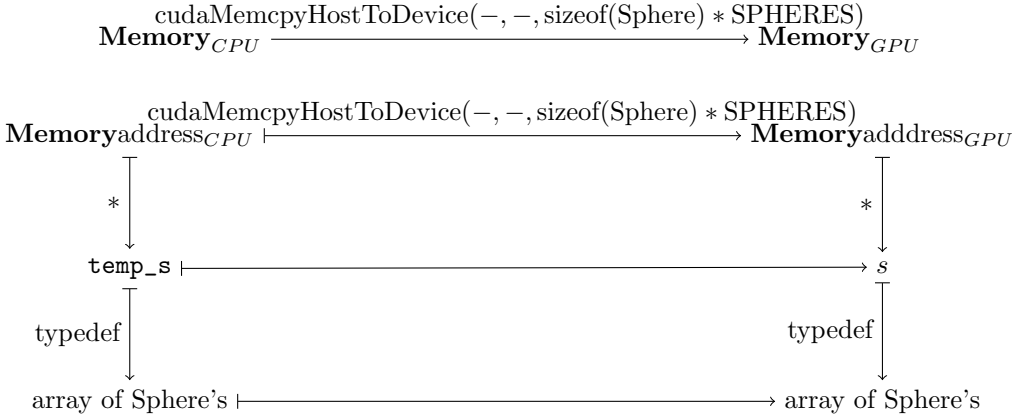 cudaMemcpyHostToDevice(−, −, sizeof(Sphere) ∗ SPHERES)
Memory_CPU Memory_GPU
cudaMemcpyHostToDevice(−, −, sizeof(Sphere) ∗ SPHERES)
Memoryaddress_CPU Memoryadddress_GPU
∗ ∗
temp_s s
typedef typedef
array of Sphere's array of Sphere's